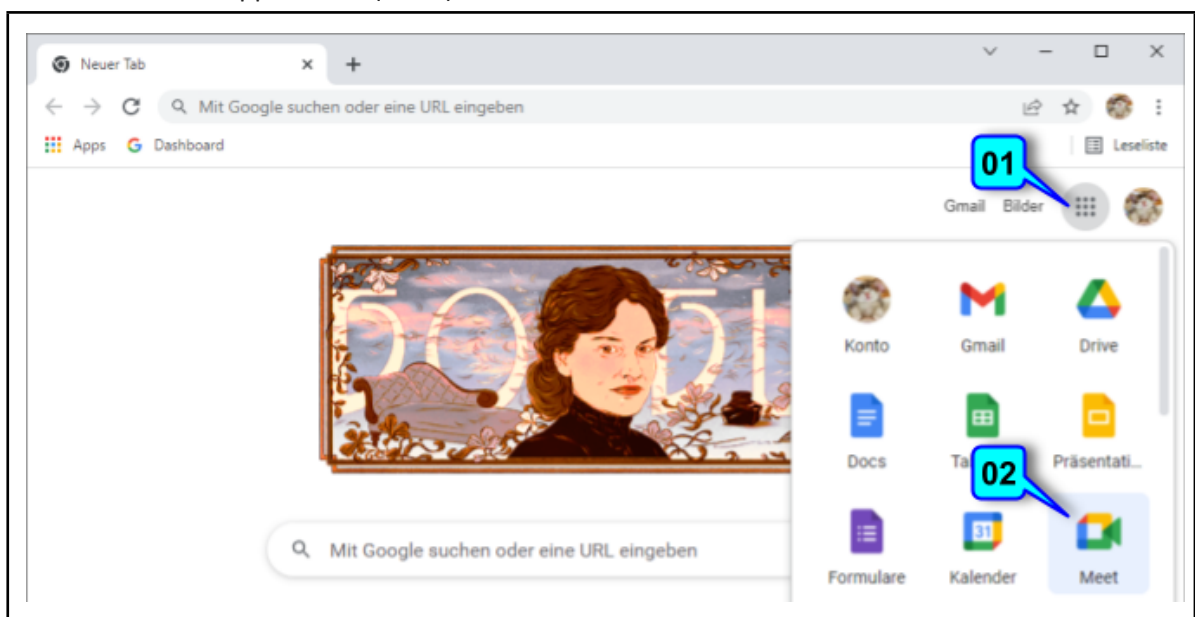 Neuer Tab
Mit Google suchen oder eine URL eingeben
Apps G Dashboard Leseliste
01
Gmail Bilder
Konto Gmail Drive
Docs Präsentati...
02
31
Mit Google suchen oder eine URL eingeben
Formulare Kalender Meet